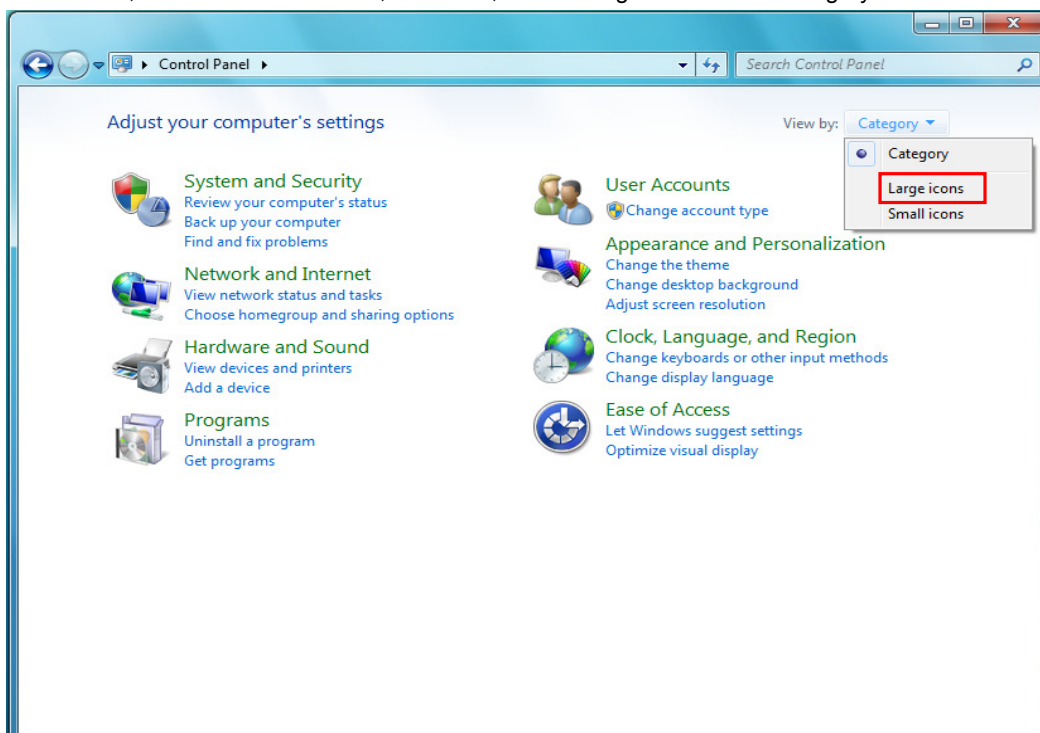 Control Panel
Search Control Panel
Adjust your computer's settings
View by: Category
Category
Large icons
Small icons
System and Security
Review your computer's status
Back up your computer
Find and fix problems
Network and Internet
View network status and tasks
Choose homegroup and sharing options
Hardware and Sound
View devices and printers
Add a device
Programs
Uninstall a program
Get programs
User Accounts
Change account type
Appearance and Personalization
Change the theme
Change desktop background
Adjust screen resolution
Clock, Language, and Region
Change keyboards or other input methods
Change display language
Ease of Access
Let Windows suggest settings
Optimize visual display